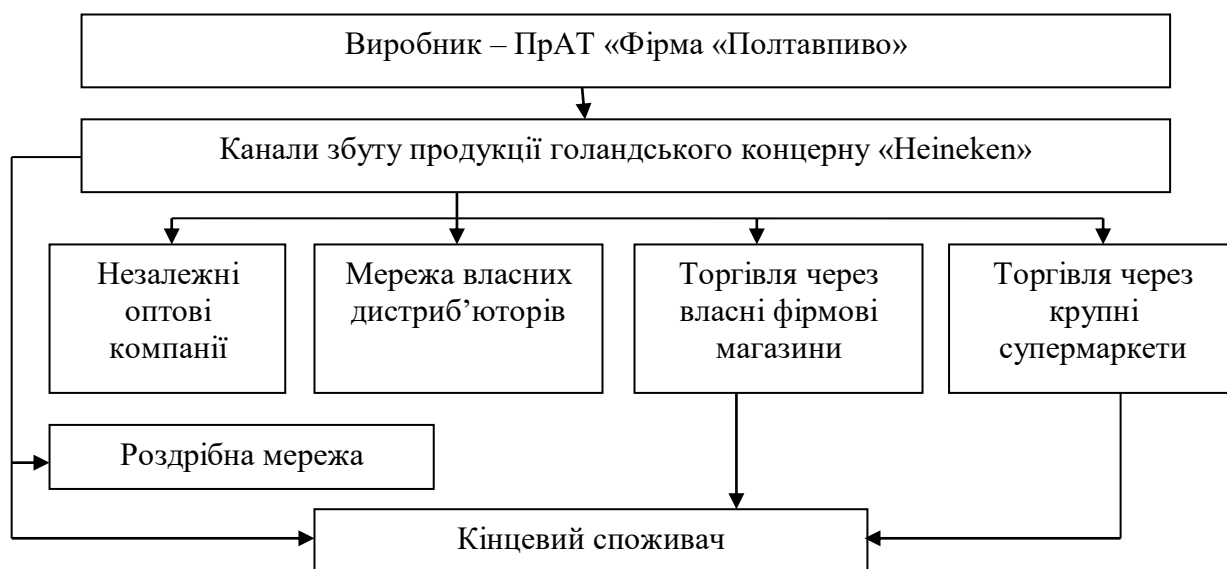 Виробник – ПрАТ «Фірма «Полтавпиво»
Канали збуту продукції голандського концерну «Heineken»
Незалежні
оптові
компанії
Мережа власних
дистриб’юторів
Торгівля через
власні фірмові
магазини
Торгівля через
крупні
супермаркети
Роздрібна мережа
Кінцевий споживач